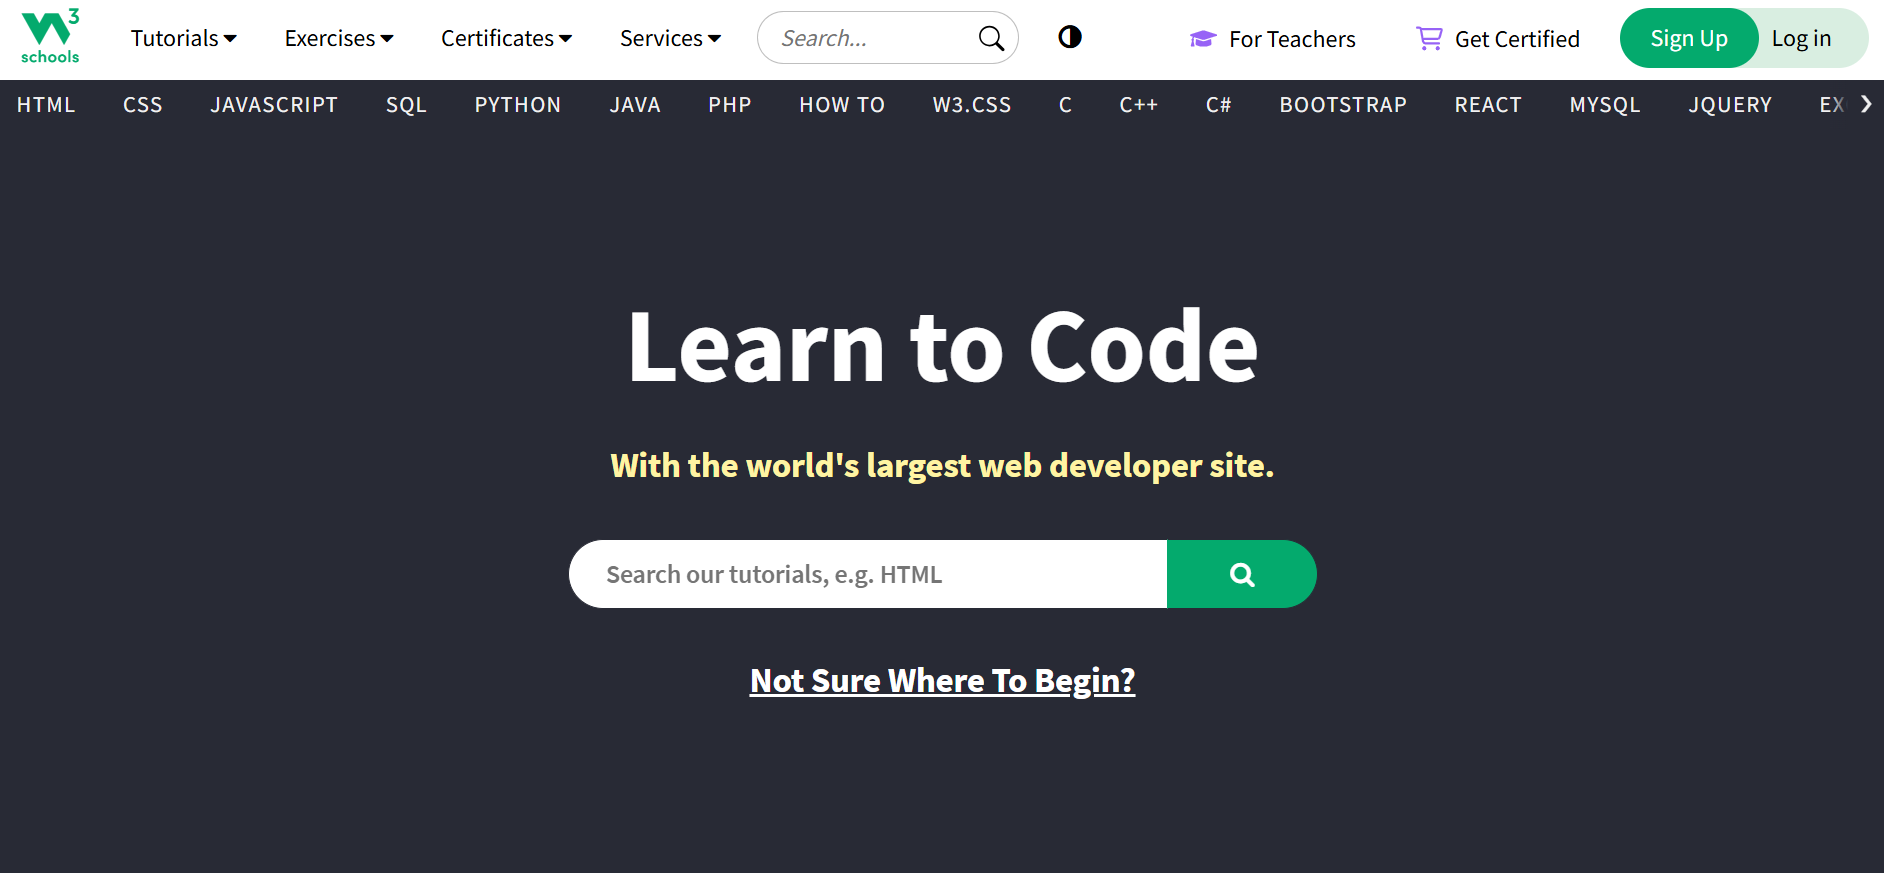 W3 schools
Tutorials Exercises Certificates Services Search... For Teachers Get Certified Sign Up Log in
HTML CSS JAVASCRIPT SQL PYTHON JAVA PHP HOW TO W3.CSS C C++ C# BOOTSTRAP REACT MYSQL JQUERY EX
Learn to Code
With the world's largest web developer site.
Search our tutorials, e.g. HTML
Not Sure Where To Begin?